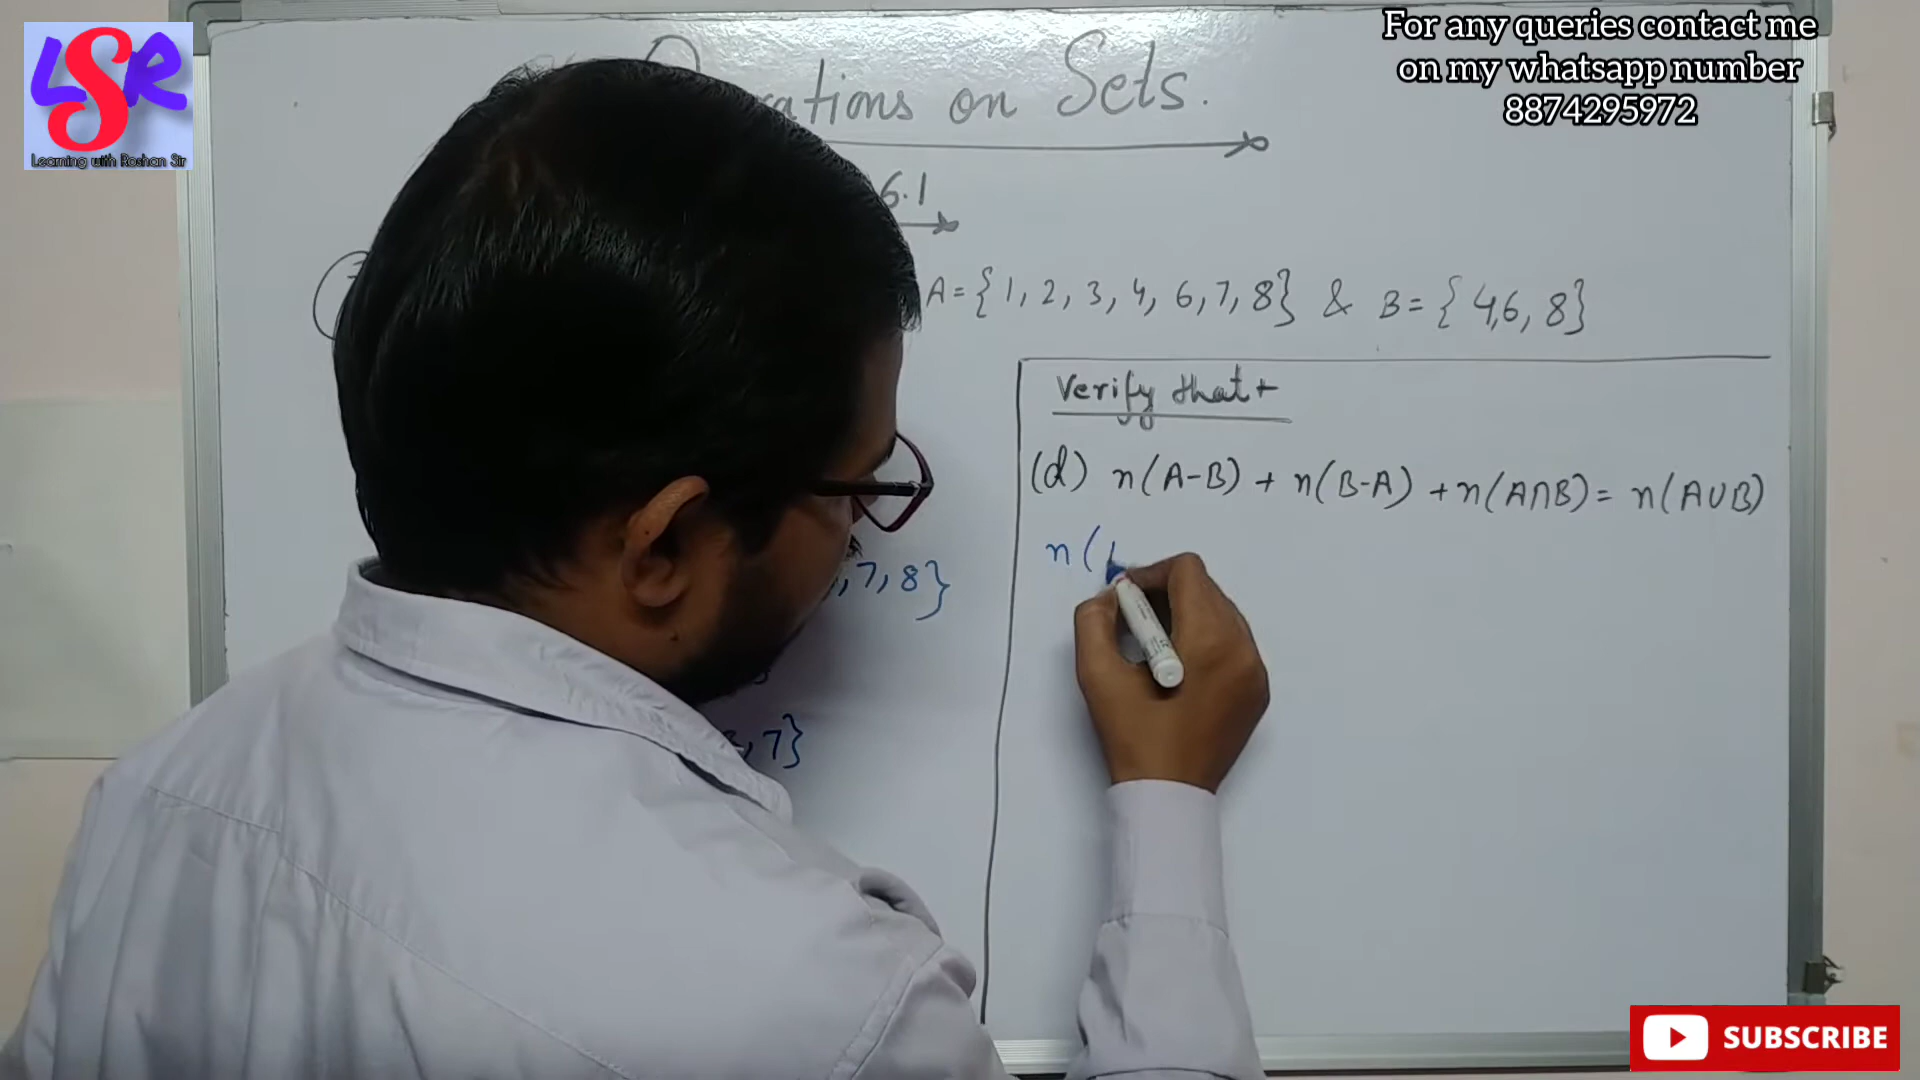 LSR
Learning with Roshan Sir
For any queries contact me
on my whatsapp number
8874295972
on Sets.
6.1
A = {1, 2, 3, 4, 6, 7, 8} & B = {4,6, 8}
Verify that
(d) n(A-B) + n(B-A) + n(A∩B) = n(A∪B)
n(
, 7, 8}
, 7}
SUBSCRIBE